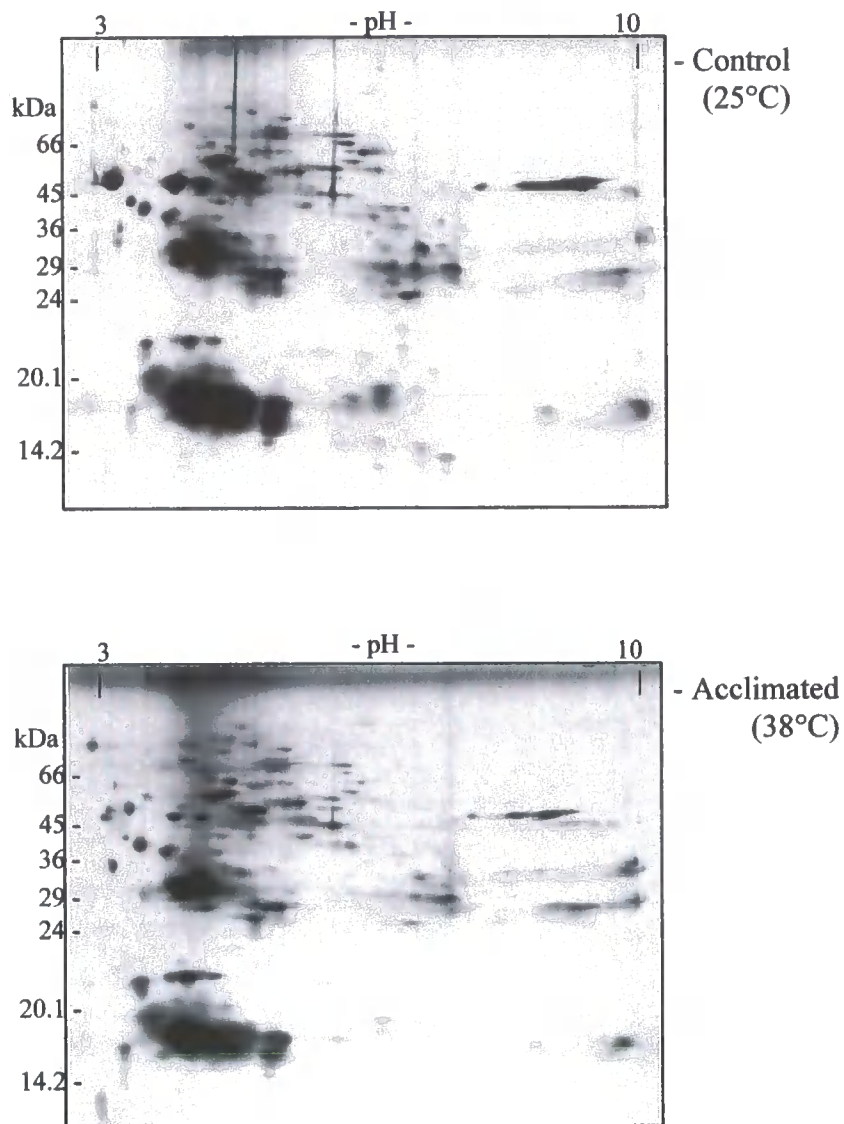 3 - pH - 10
- Control
(25°C)
kDa
66 -
45 -
36 -
29 -
24 -
20.1 -
14.2 -
3 - pH - 10
- Acclimated
(38°C)
kDa
66 -
45 -
36 -
29 -
24 -
20.1 -
14.2 -